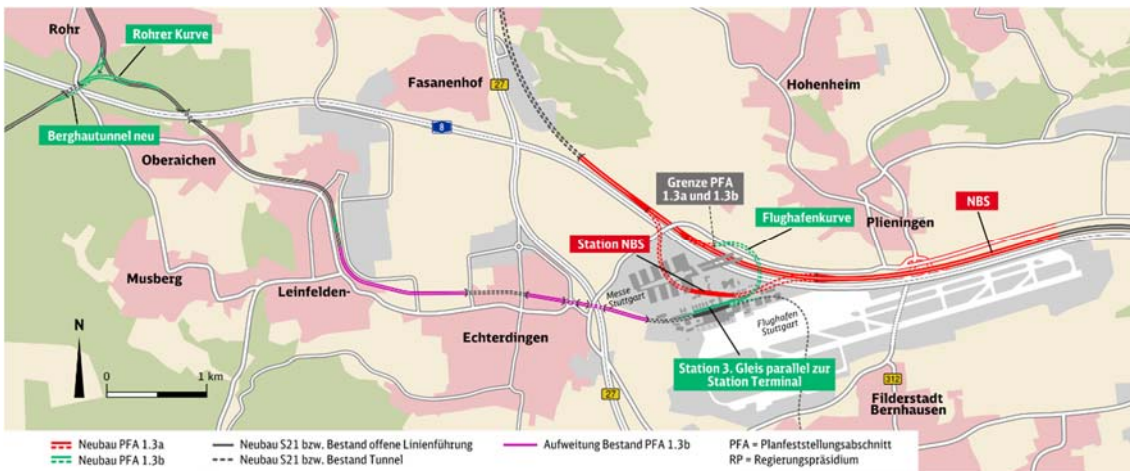 Rohr
Rohrer Kurve
Fasanenhof
27
Hohenheim
8
Berghautunnel neu
Oberaichen
Grenze PFA
1.3a und 1.3b
Flughafenkurve
NBS
Plieningen
Station NBS
Musberg
Leinfelden-
Messe
Stuttgart
N
Echterdingen
Flughafen
Stuttgart
0 1 km
Station 3. Gleis parallel zur
Station Terminal
312
27
Filderstadt
Bernhausen
Neubau PFA 1.3a
Neubau PFA 1.3b
Neubau S21 bzw. Bestand offene Linienführung
Neubau S21 bzw. Bestand Tunnel
Aufweitung Bestand PFA 1.3b
PFA = Planfeststellungsabschnitt
RP = Regierungspräsidium